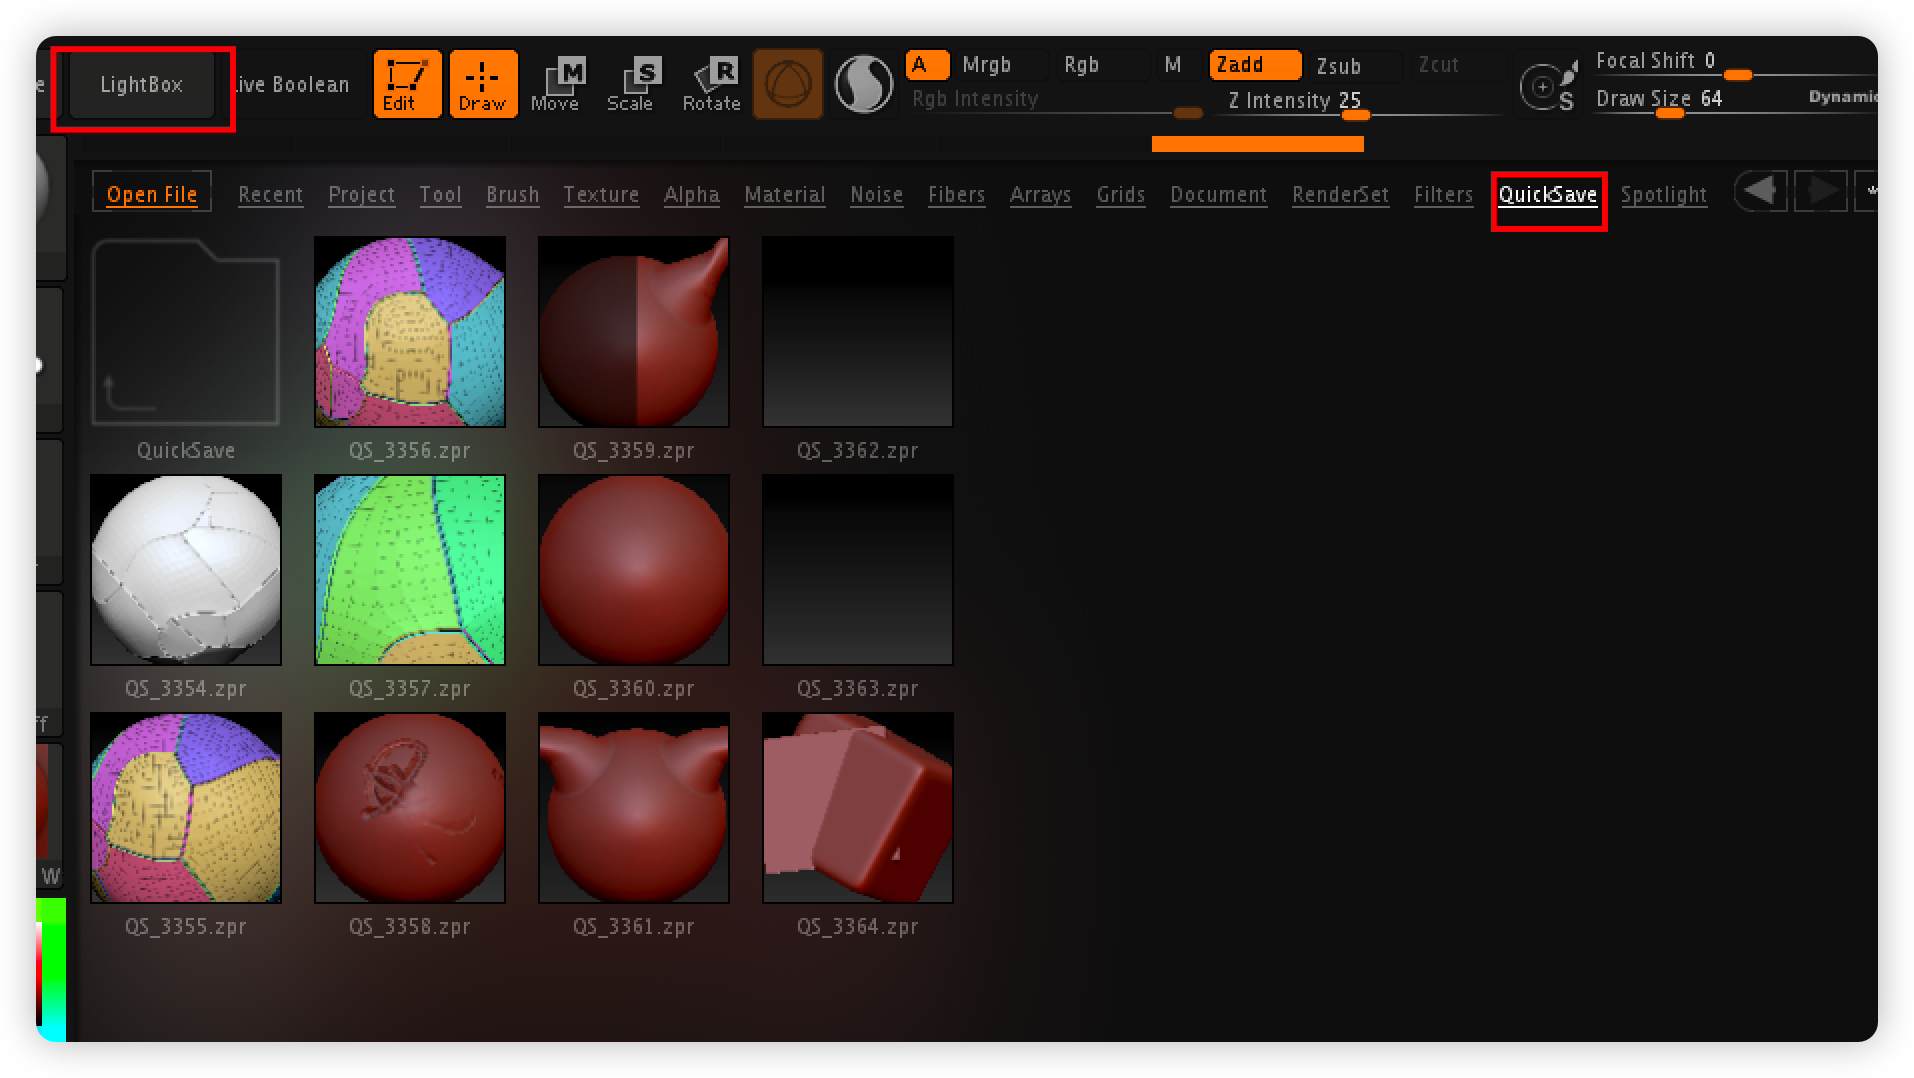 e LightBox ive Boolean Edit Draw M Move S Scale R Rotate A Mrgb Rgb M Zadd Zsub Zcut Focal Shift 0
Rgb Intensity Z Intensity 25 S Draw Size 64 Dynamic
Open File Recent Project Tool Brush Texture Alpha Material Noise Fibers Arrays Grids Document RenderSet Filters QuickSave Spotlight
QuickSave QS_3356.zpr QS_3359.zpr QS_3362.zpr
QS_3354.zpr QS_3357.zpr QS_3360.zpr QS_3363.zpr
ff
W
QS_3355.zpr QS_3358.zpr QS_3361.zpr QS_3364.zpr